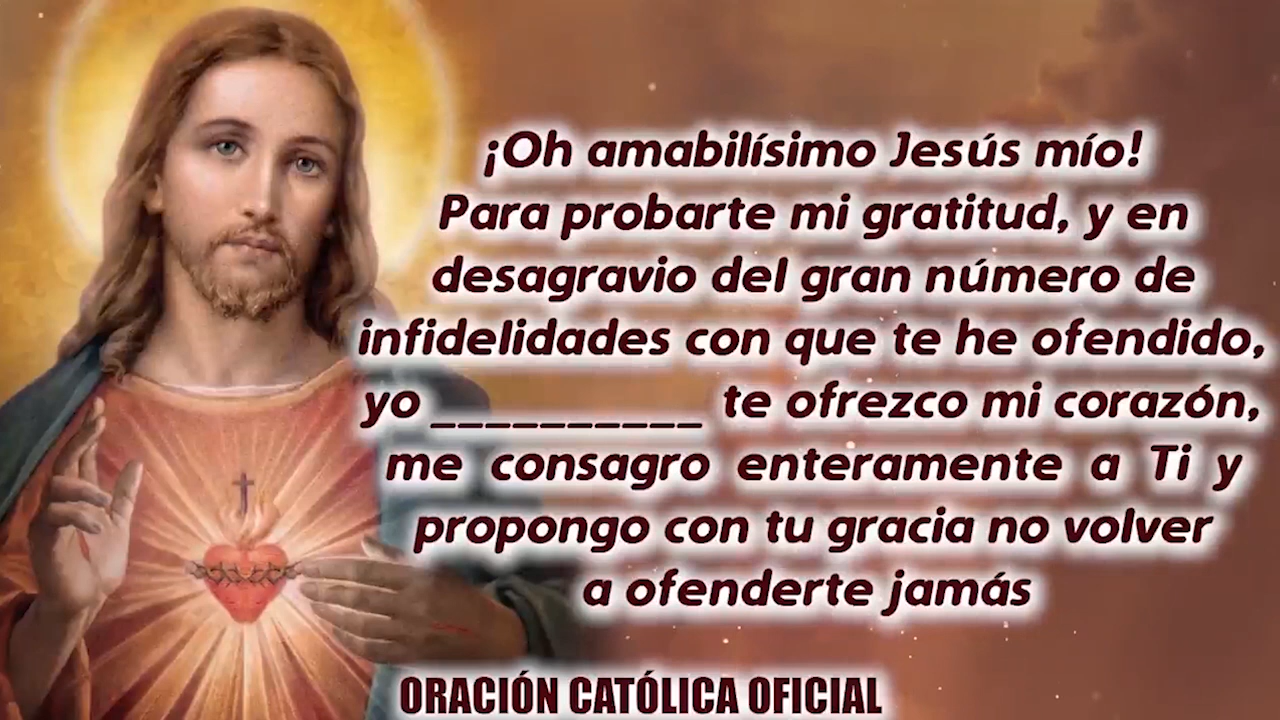 ¡Oh amabilísimo Jesús mío!
Para probarte mi gratitud, y en
desagravio del gran número de
infidelidades con que te he ofendido,
yo __________ te ofrezco mi corazón,
me consagro enteramente a Ti y
propongo con tu gracia no volver
a ofenderte jamás
ORACIÓN CATÓLICA OFICIAL